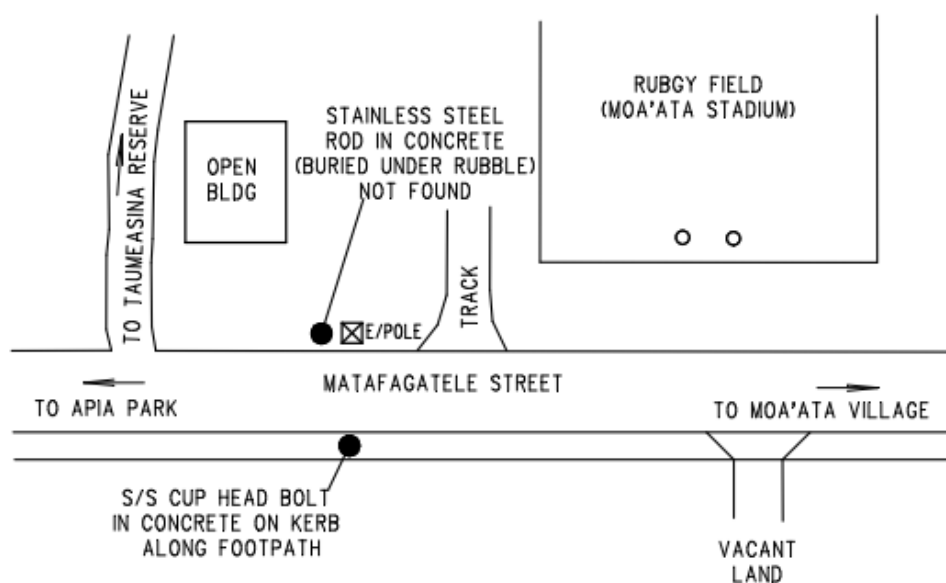 TO TAUMEASINA RESERVE
OPEN
BLDG
STAINLESS STEEL
ROD IN CONCRETE
(BURIED UNDER RUBBLE)
NOT FOUND
RUBGY FIELD
(MOA'ATA STADIUM)
TRACK
E/POLE
MATAFAGATELE STREET
TO APIA PARK
TO MOA'ATA VILLAGE
S/S CUP HEAD BOLT
IN CONCRETE ON KERB
ALONG FOOTPATH
VACANT
LAND